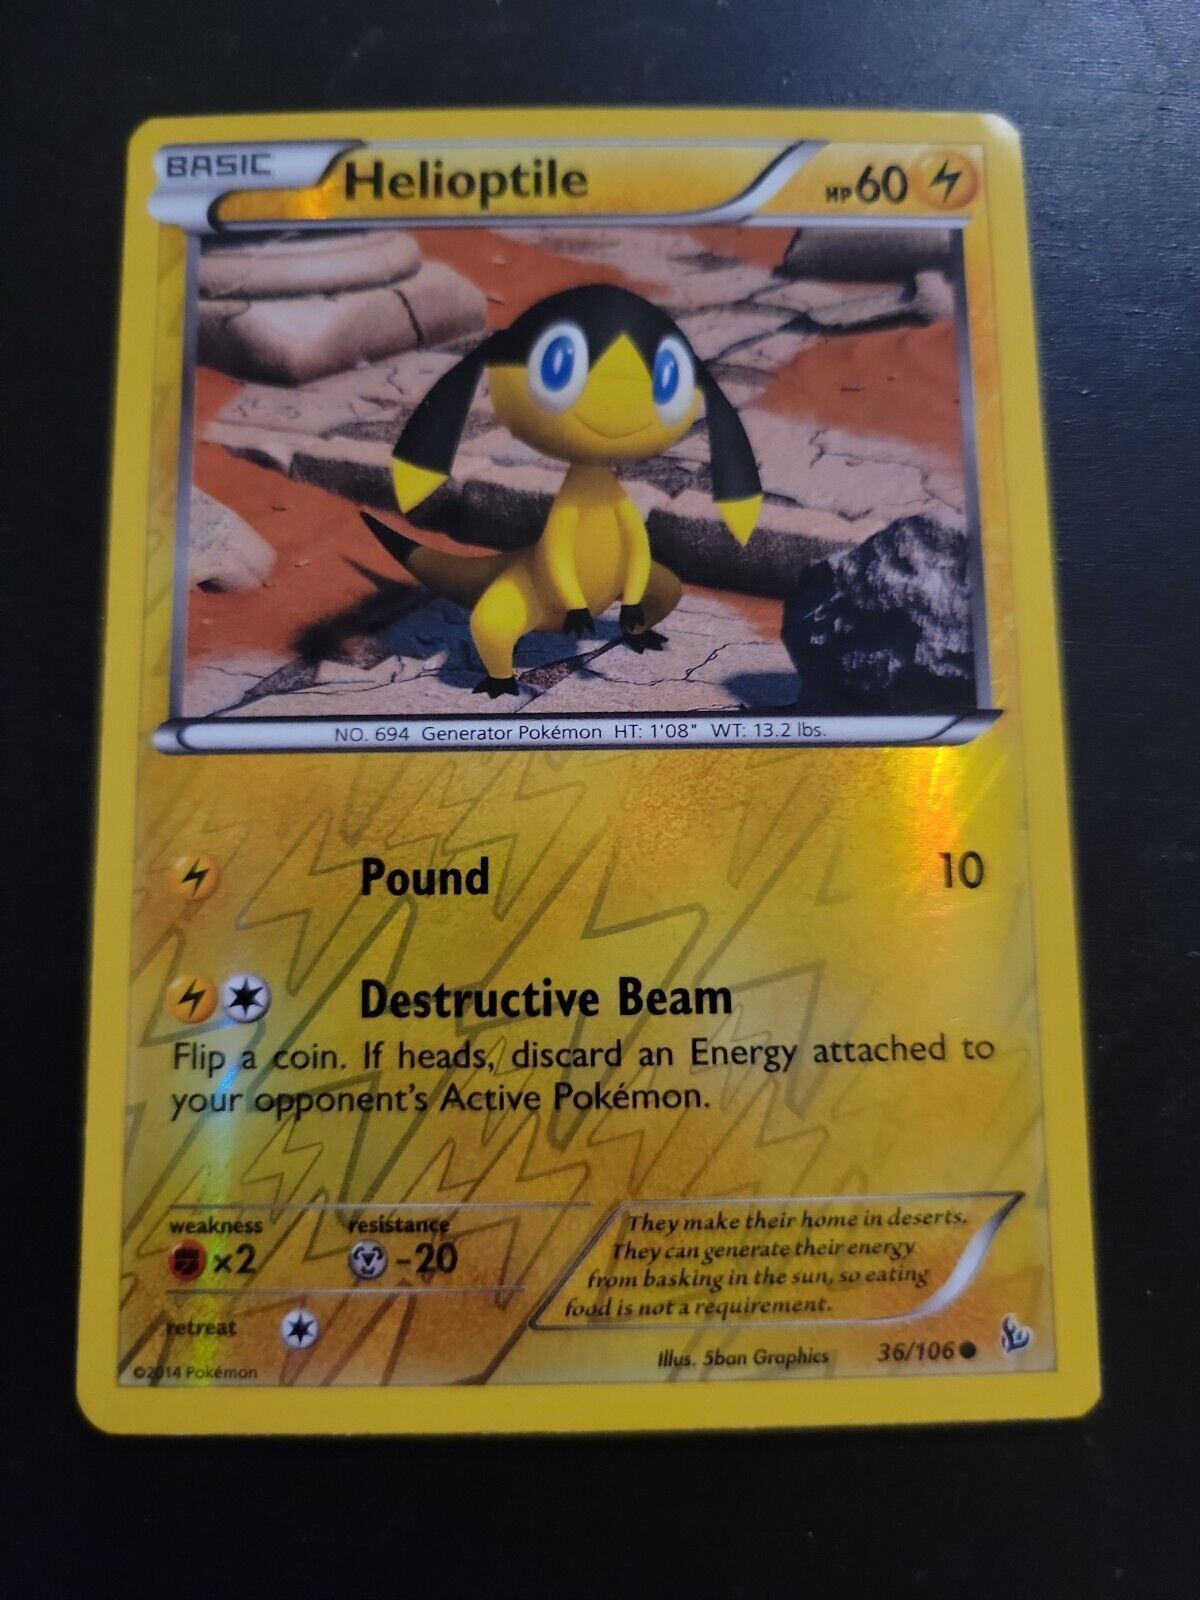 BASIC Helioptile HP60
NO. 694 Generator Pokémon HT: 1'08" WT: 13.2 lbs.
Pound 10
Destructive Beam
Flip a coin. If heads, discard an Energy attached to
your opponent's Active Pokémon.
weakness resistance
×2 -20
retreat
They make their home in deserts.
They can generate their energy
from basking in the sun, so eating
food is not a requirement.
Illus. 5ban Graphics 36/106
©2014 Pokémon